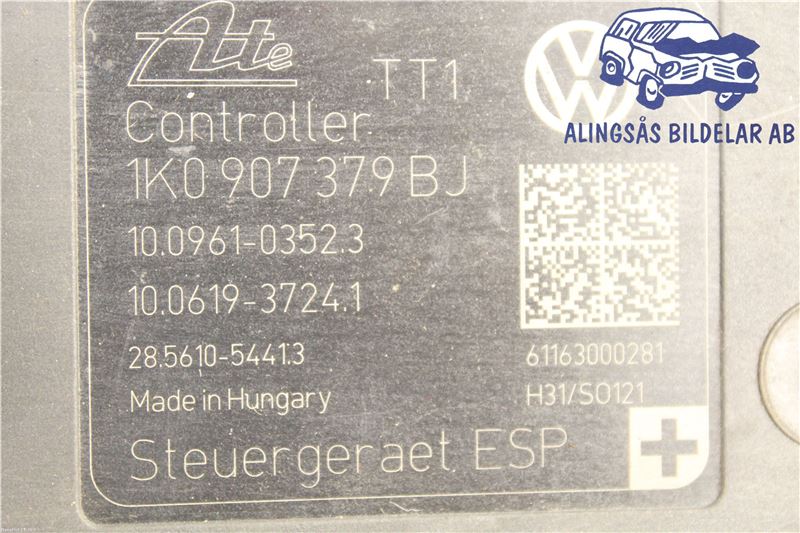 Ate
TT1
ALINGSÅS BILDELAR AB
Controller
1K0 907 379 BJ
10.0961-0352.3
10.0619-3724.1
28.5610-5441.3
61163000281
Made in Hungary
H31/SO121
Steuergeraet ESP